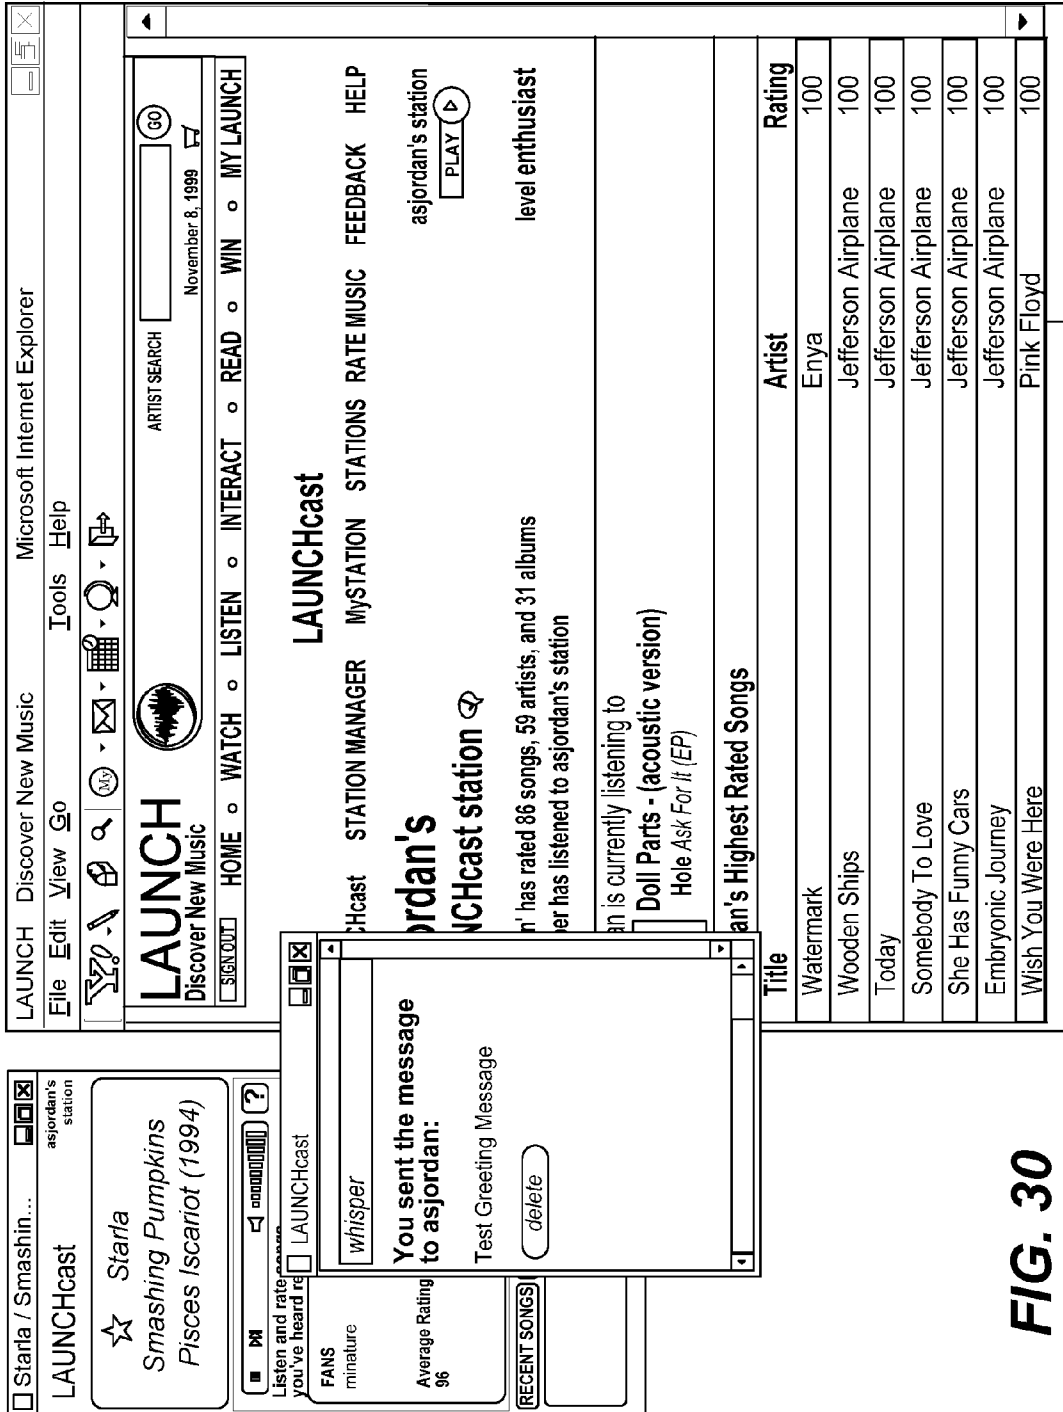 LAUNCH Discover New Music Microsoft Internet Explorer
File Edit View Go Tools Help
Y! My
LAUNCH
Discover New Music
ARTIST SEARCH GO
November 8, 1999
SIGN OUT HOME WATCH LISTEN INTERACT READ WIN MY LAUNCH
LAUNCHcast
CHcast STATION MANAGER MySTATION STATIONS RATE MUSIC FEEDBACK HELP
ordan's
NCHcast station
asjordan's station
PLAY
n' has rated 86 songs, 59 artists, and 31 albums
er has listened to asjordan's station
level enthusiast
an is currently listening to
Doll Parts - (acoustic version)
Hole Ask For It (EP)
an's Highest Rated Songs
Title Artist Rating
Watermark Enya 100
Wooden Ships Jefferson Airplane 100
Today Jefferson Airplane 100
Somebody To Love Jefferson Airplane 100
She Has Funny Cars Jefferson Airplane 100
Embryonic Journey Jefferson Airplane 100
Wish You Were Here Pink Floyd 100
Starla / Smashin...
LAUNCHcast
asjordan's
station
Starla
Smashing Pumpkins
Pisces Iscariot (1994)
?
Listen and rate songs
you've heard re
FANS
minature
Average Rating
96
RECENT SONGS
LAUNCHcast
whisper
You sent the message
to asjordan:
Test Greeting Message
delete
FIG. 30